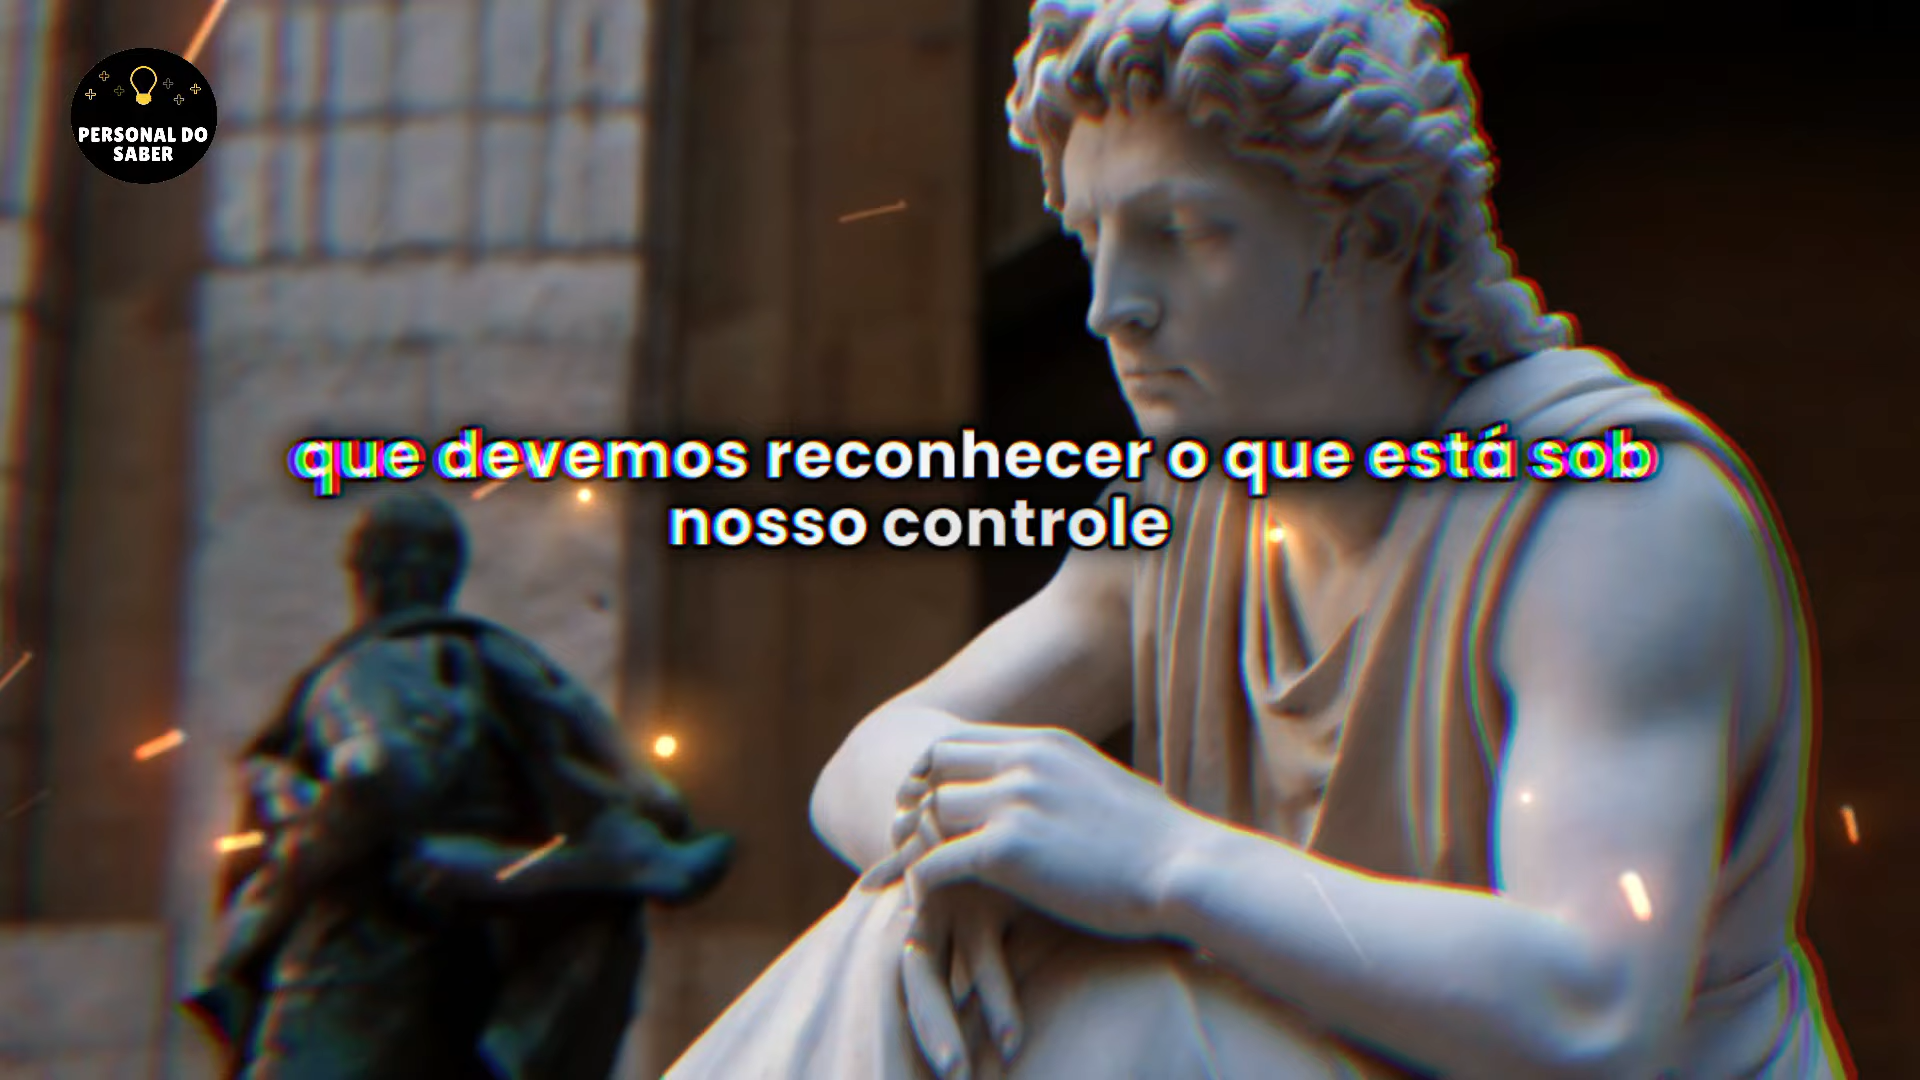 PERSONAL DO
SABER
que devemos reconhecer o que está sob
nosso controle